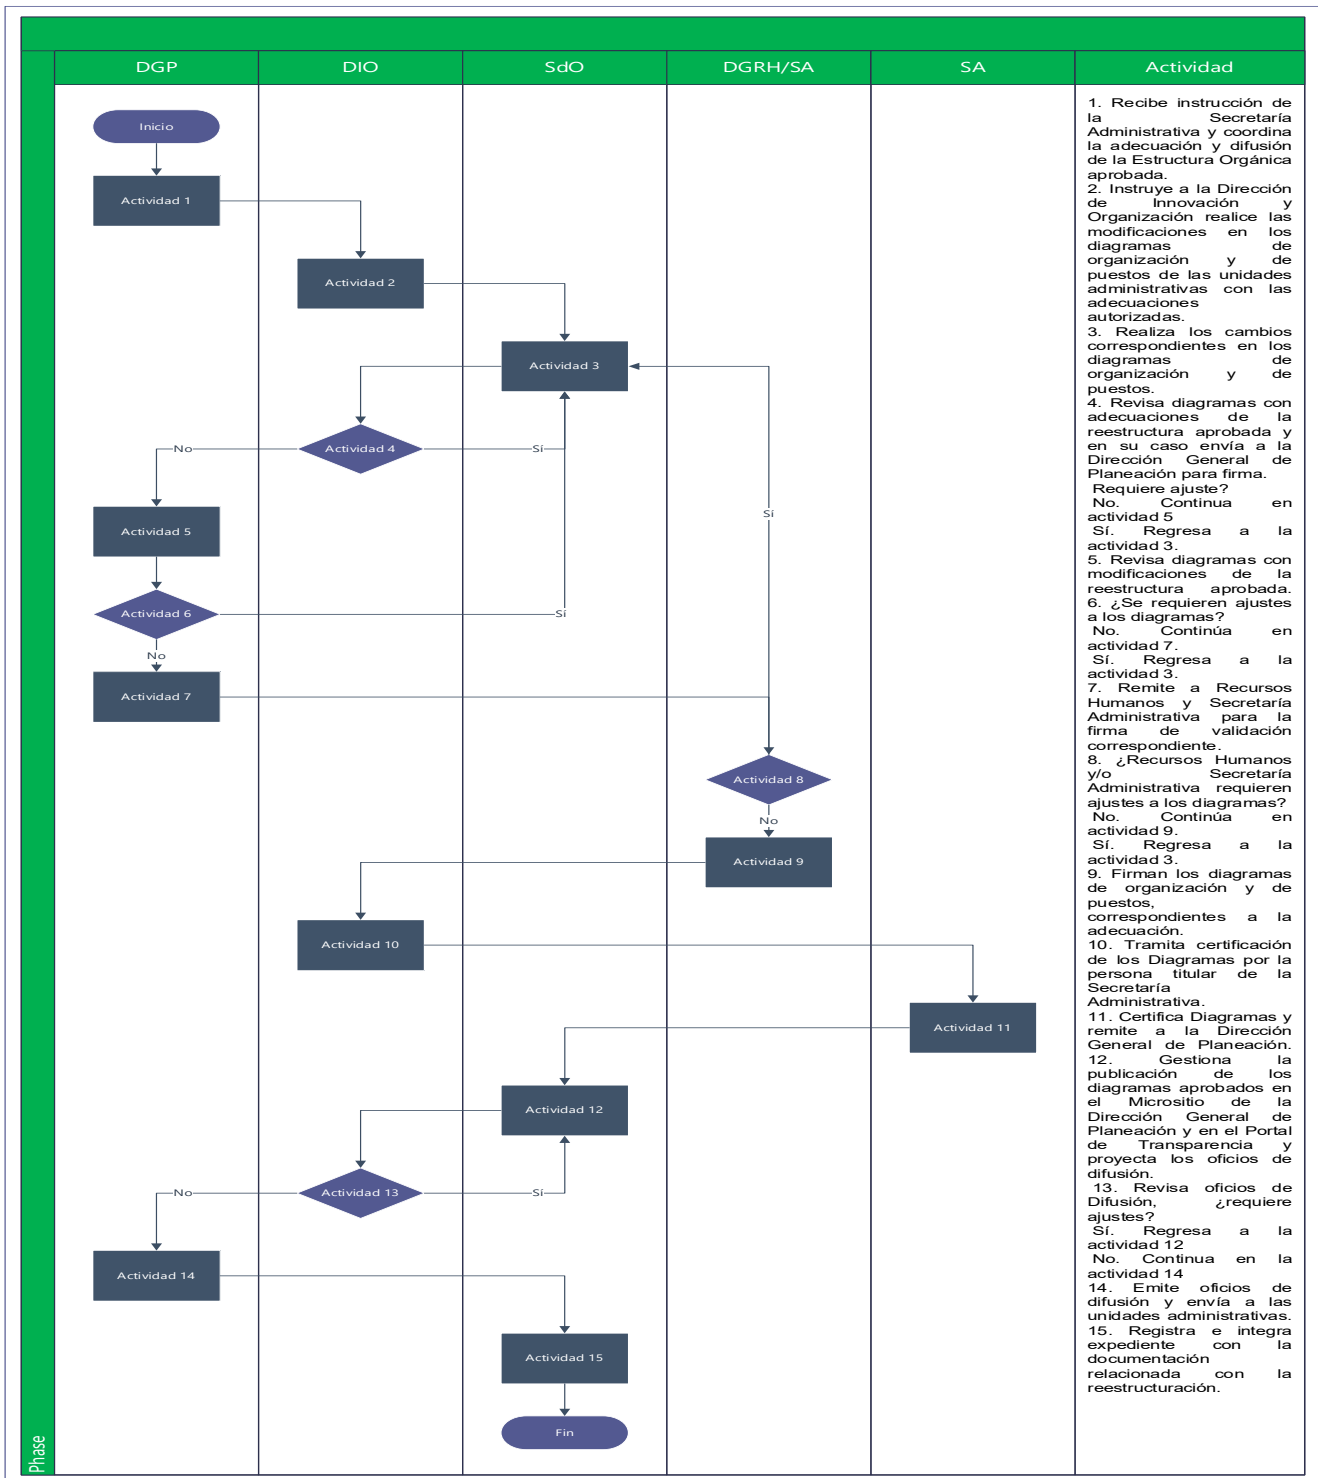 DGP
DIO
SdO
DGRH/SA
SA
Actividad
Inicio
Actividad 1
Actividad 2
Actividad 3
No
Actividad 4
Sí
Sí
Actividad 5
Actividad 6
Sí
No
Actividad 7
Actividad 8
No
Actividad 9
Actividad 10
Actividad 11
Actividad 12
No
Actividad 13
Sí
Actividad 14
Actividad 15
Fin
Phase
1. Recibe instrucción de
la Secretaría
Administrativa y coordina
la adecuación y difusión
de la Estructura Orgánica
aprobada.
2. Instruye a la Dirección
de Innovación y
Organización realice las
modificaciones en los
diagramas de
organización y de
puestos de las unidades
administrativas con las
adecuaciones
autorizadas.
3. Realiza los cambios
correspondientes en los
diagramas de
organización y de
puestos.
4. Revisa diagramas con
adecuaciones de la
reestructura aprobada y
en su caso envía a la
Dirección General de
Planeación para firma.
Requiere ajuste?
No. Continua en
actividad 5
Sí. Regresa a la
actividad 3.
5. Revisa diagramas con
modificaciones de la
reestructura aprobada.
6. ¿Se requieren ajustes
a los diagramas?
No. Continúa en
actividad 7.
Sí. Regresa a la
actividad 3.
7. Remite a Recursos
Humanos y Secretaría
Administrativa para la
firma de validación
correspondiente.
8. ¿Recursos Humanos
y/o Secretaría
Administrativa requieren
ajustes a los diagramas?
No. Continúa en
actividad 9.
Sí. Regresa a la
actividad 3.
9. Firman los diagramas
de organización y de
puestos,
correspondientes a la
adecuación.
10. Tramita certificación
de los Diagramas por la
persona titular de la
Secretaría
Administrativa.
11. Certifica Diagramas y
remite a la Dirección
General de Planeación.
12. Gestiona la
publicación de los
diagramas aprobados en
el Micrositio de la
Dirección General de
Planeación y en el Portal
de Transparencia y
proyecta los oficios de
difusión.
13. Revisa oficios de
Difusión, ¿requiere
ajustes?
Sí. Regresa a la
actividad 12
No. Continua en la
actividad 14
14. Emite oficios de
difusión y envía a las
unidades administrativas.
15. Registra e integra
expediente con la
documentación
relacionada con la
reestructuración.